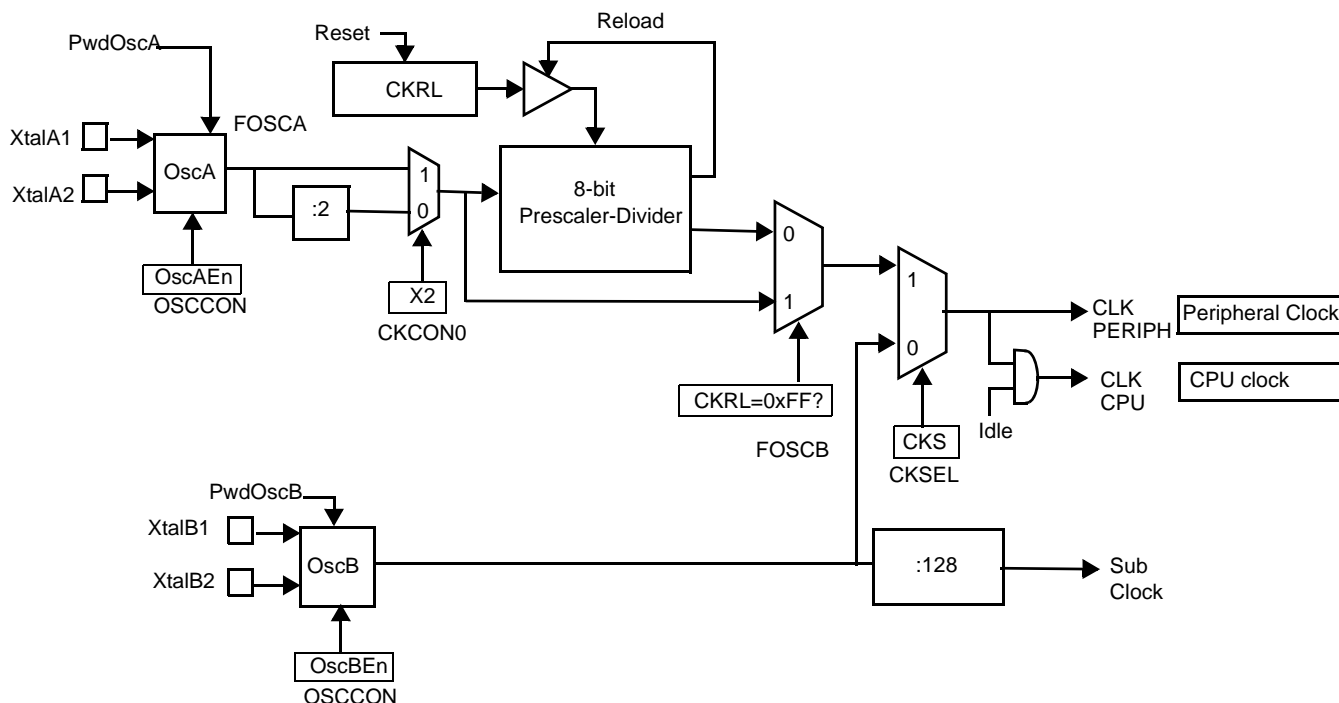 Reload
Reset
PwdOscA
CKRL
FOSCA
XtalA1
OscA
XtalA2
:2
1
0
8-bit
Prescaler-Divider
0
1
1
0
OscAEn
OSCCON
X2
CKCON0
CLK
PERIPH
Peripheral Clock
CLK
CPU
CPU clock
CKRL=0xFF?
FOSCB
Idle
CKS
CKSEL
PwdOscB
XtalB1
OscB
XtalB2
:128
Sub
Clock
OscBEn
OSCCON